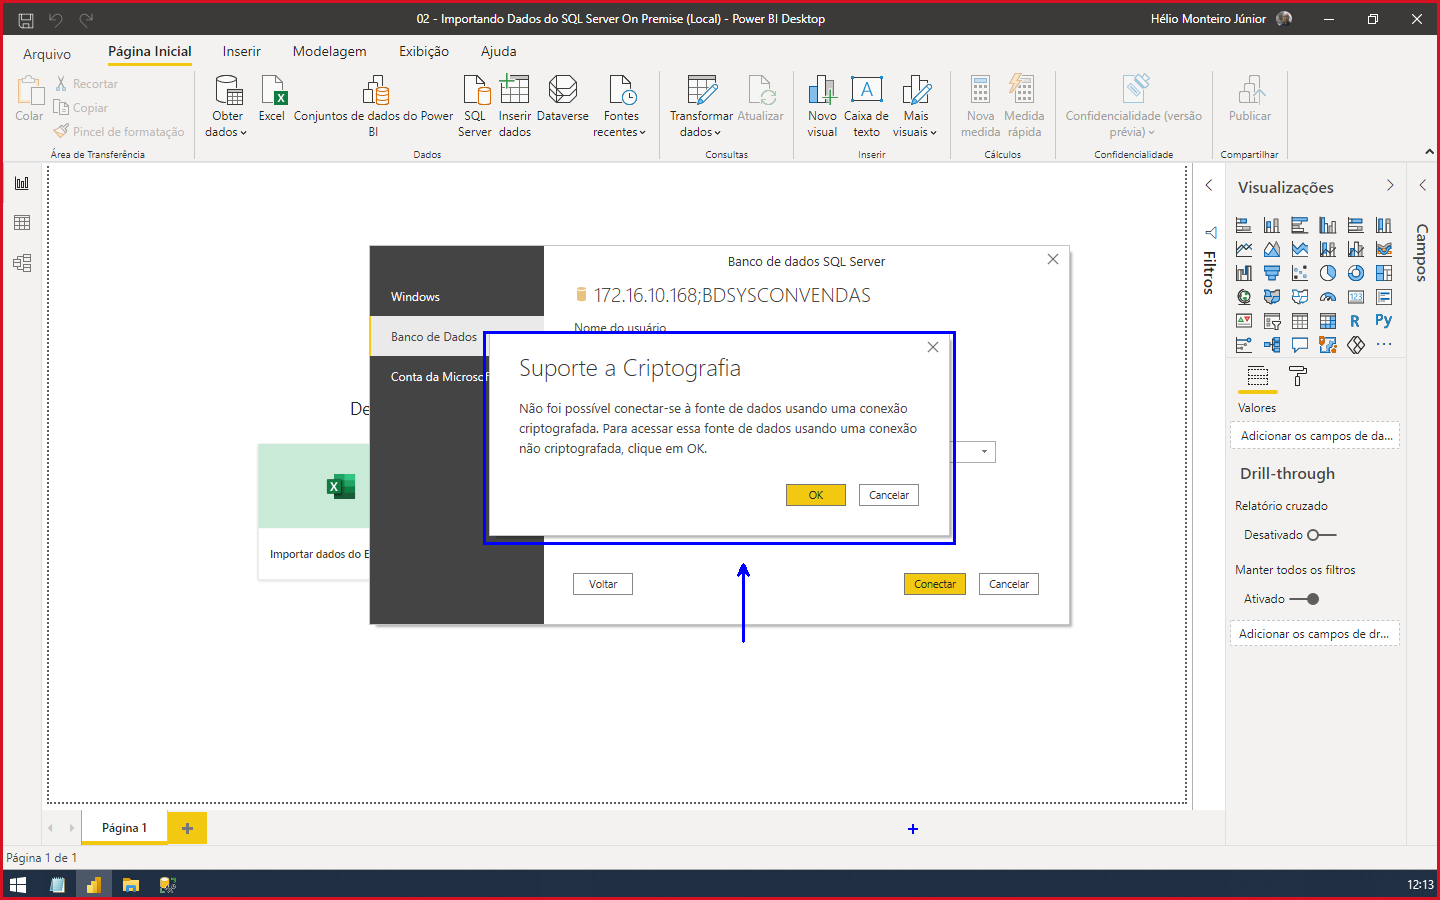 02 - Importando Dados do SQL Server On Premise (Local) - Power BI Desktop
Hélio Monteiro Júnior
Arquivo
Página Inicial
Inserir
Modelagem
Exibição
Ajuda
Colar
Recortar
Copiar
Pincel de formatação
Área de Transferência
Obter dados
Excel
Conjuntos de dados do Power BI
SQL Server
Inserir dados
Dataverse
Fontes recentes
Dados
Transformar dados
Atualizar
Consultas
Novo visual
Caixa de texto
Mais visuais
Inserir
Nova medida
Medida rápida
Cálculos
Confidencialidade (versão prévia)
Confidencialidade
Publicar
Compartilhar
Filtros
Visualizações
Campos
123
R
Py
Valores
Adicionar os campos de da...
Drill-through
Relatório cruzado
Desativado
Manter todos os filtros
Ativado
Adicionar os campos de dr...
De
Importar dados do E
Windows
Banco de Dados
Conta da Microsof
Banco de dados SQL Server
172.16.10.168;BDSYSCONVENDAS
Nome do usuário
Suporte a Criptografia
Não foi possível conectar-se à fonte de dados usando uma conexão
criptografada. Para acessar essa fonte de dados usando uma conexão
não criptografada, clique em OK.
OK
Cancelar
Voltar
Conectar
Cancelar
Página 1
Página 1 de 1
12:13